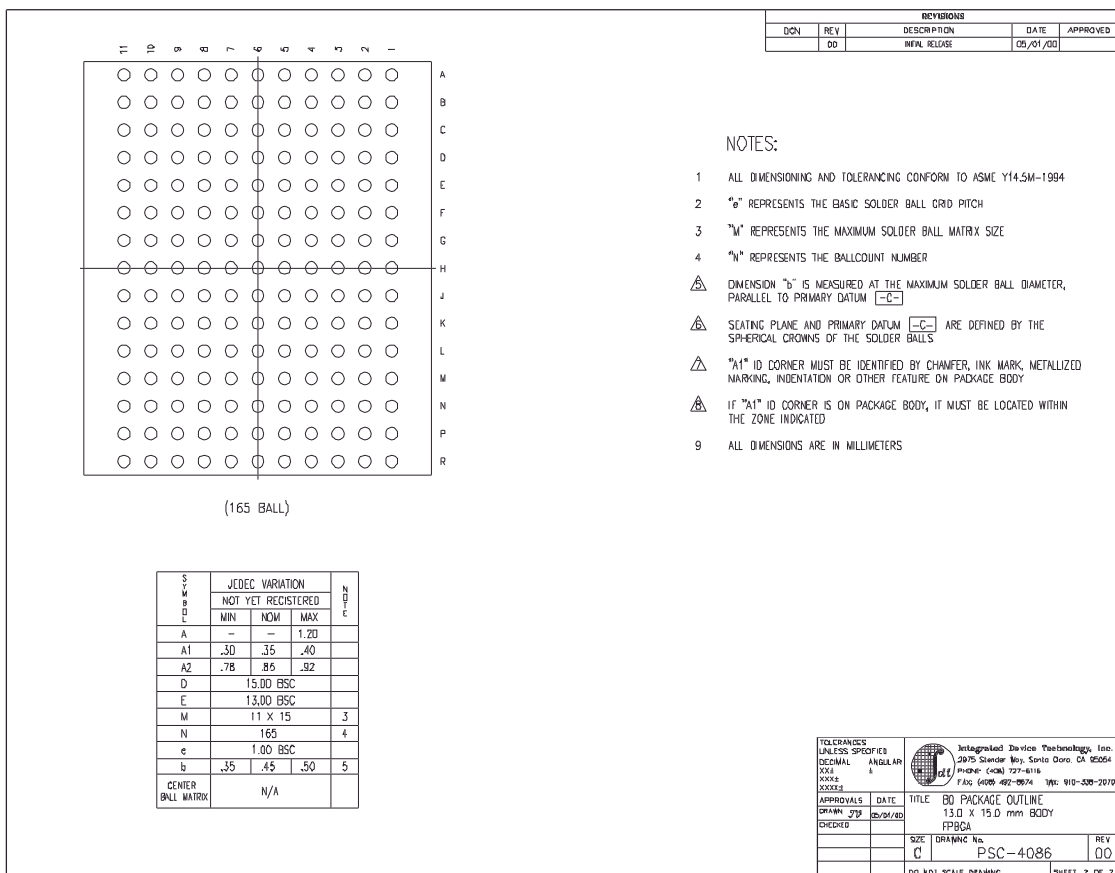 REVISIONS
DCN REV DESCRIPTION DATE APPROVED
00 INITIAL RELEASE 05/01/00
11 10 9 8 7 6 5 4 3 2 1
A
B
C
D
E
F
G
H
J
K
L
M
N
P
R
(165 BALL)
NOTES:
1 ALL DIMENSIONING AND TOLERANCING CONFORM TO ASME Y14.5M-1994
2 "e" REPRESENTS THE BASIC SOLDER BALL GRID PITCH
3 "M" REPRESENTS THE MAXIMUM SOLDER BALL MATRIX SIZE
4 "N" REPRESENTS THE BALLCOUNT NUMBER
5 DIMENSION "b" IS MEASURED AT THE MAXIMUM SOLDER BALL DIAMETER,
PARALLEL TO PRIMARY DATUM -C-
6 SEATING PLANE AND PRIMARY DATUM -C- ARE DEFINED BY THE
SPHERICAL CROWNS OF THE SOLDER BALLS
7 "A1" ID CORNER MUST BE IDENTIFIED BY CHAMFER, INK MARK, METALLIZED
MARKING, INDENTATION OR OTHER FEATURE ON PACKAGE BODY
8 IF "A1" ID CORNER IS ON PACKAGE BODY, IT MUST BE LOCATED WITHIN
THE ZONE INDICATED
9 ALL DIMENSIONS ARE IN MILLIMETERS
SYMBOL JEDEC VARIATION NOTE
NOT YET REGISTERED
MIN NOM MAX
A - - 1.20
A1 .30 .35 .40
A2 .78 .85 .92
D 15.00 BSC
E 13.00 BSC
M 11 X 15 3
N 165 4
e 1.00 BSC
b .35 .45 .50 5
CENTER
BALL MATRIX N/A
TOLERANCES
UNLESS SPECIFIED
DECIMAL ANGULAR
XX± ±
XXX±
XXXX±
idt
Integrated Device Technology, Inc.
2975 Stender Way, Santa Clara, CA 95054
PHONE: (408) 727-6116
FAX: (408) 492-8674 TWX: 910-338-2070
APPROVALS DATE
DRAWN 05/01/00
CHECKED
TITLE BQ PACKAGE OUTLINE
13.0 X 15.0 mm BODY
FPBGA
SIZE DRAWING No. REV
C PSC-4086 00
DO NOT SCALE DRAWING SHEET 2 OF 2